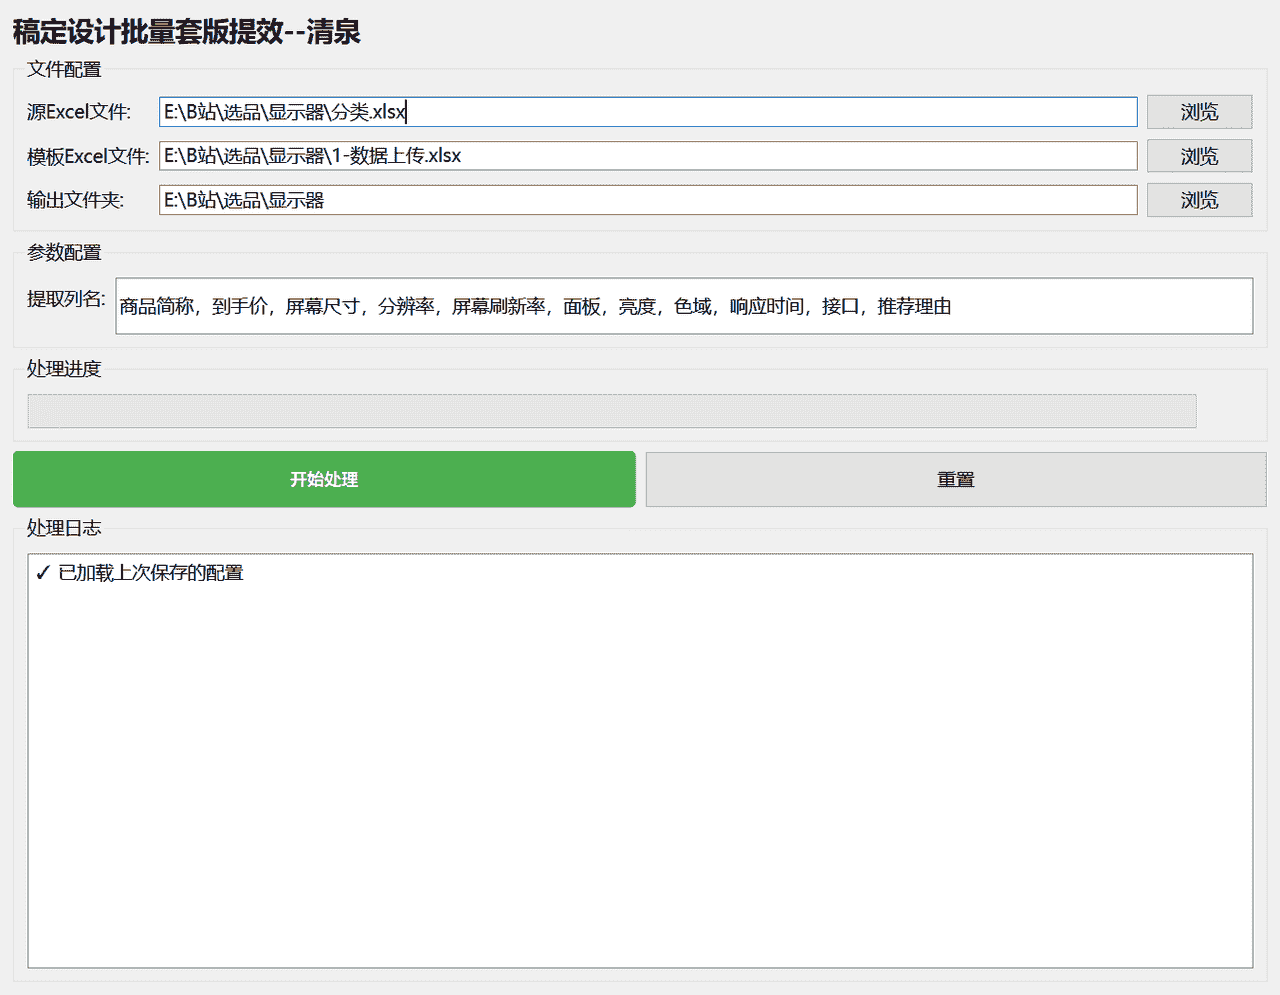 稿定设计批量套版提效--清泉
文件配置
源Excel文件: E:\B站\选品\显示器\分类.xlsx 浏览
模板Excel文件: E:\B站\选品\显示器\1-数据上传.xlsx 浏览
输出文件夹: E:\B站\选品\显示器 浏览
参数配置
提取列名: 商品简称，到手价，屏幕尺寸，分辨率，屏幕刷新率，面板，亮度，色域，响应时间，接口，推荐理由
处理进度
开始处理 重置
处理日志
✓ 已加载上次保存的配置